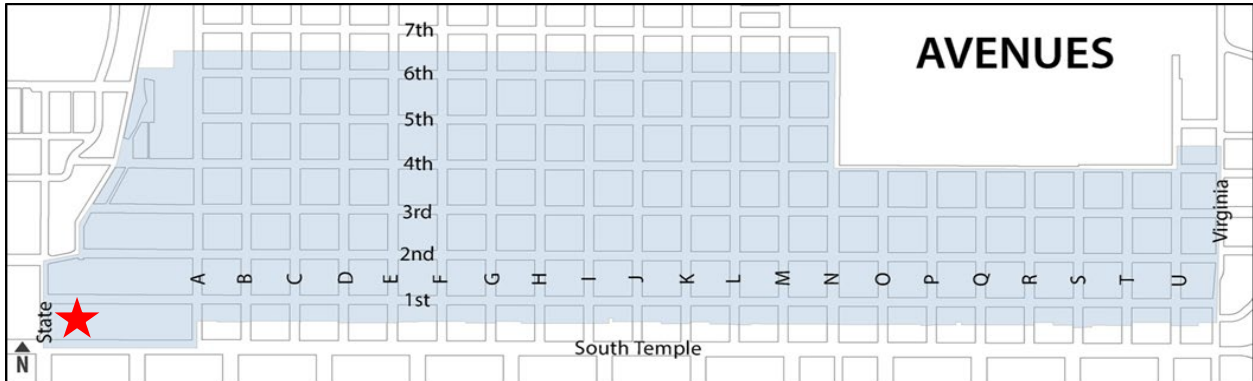 7th
AVENUES
6th
5th
4th
3rd
Virginia
2nd
A B C D E F G H I J K L M N O P Q R S T U
1st
State
South Temple
N